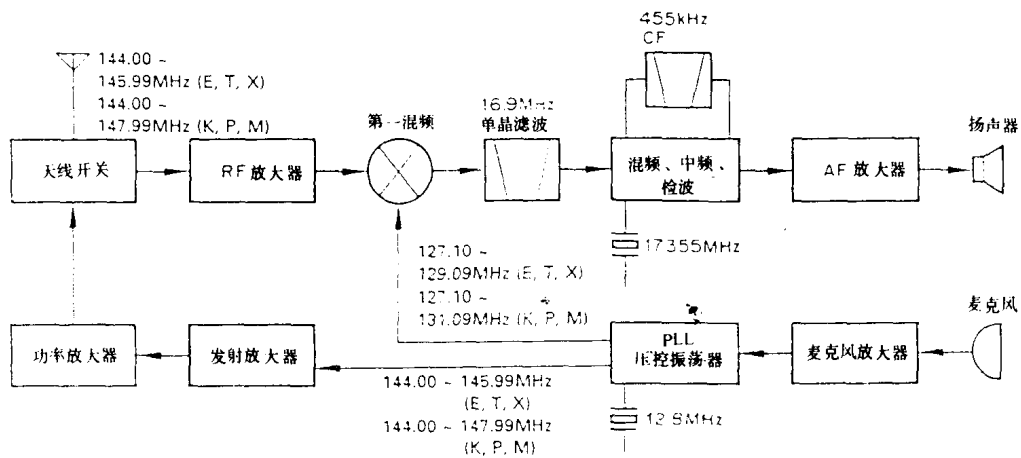 455kHz
CF
144.00 ~
145.99MHz (E, T, X)
144.00 ~
147.99MHz (K, P, M)
16.9MHz
单晶滤波
第一混频
扬声器
天线开关
RF 放大器
混频、中频、
检波
AF 放大器
17.355MHz
127.10 ~
129.09MHz (E, T, X)
127.10 ~
131.09MHz (K, P, M)
麦克风
功率放大器
发射放大器
PLL
压控振荡器
麦克风放大器
144.00 ~ 145.99MHz
(E, T, X)
144.00 ~ 147.99MHz
(K, P, M)
12.8MHz